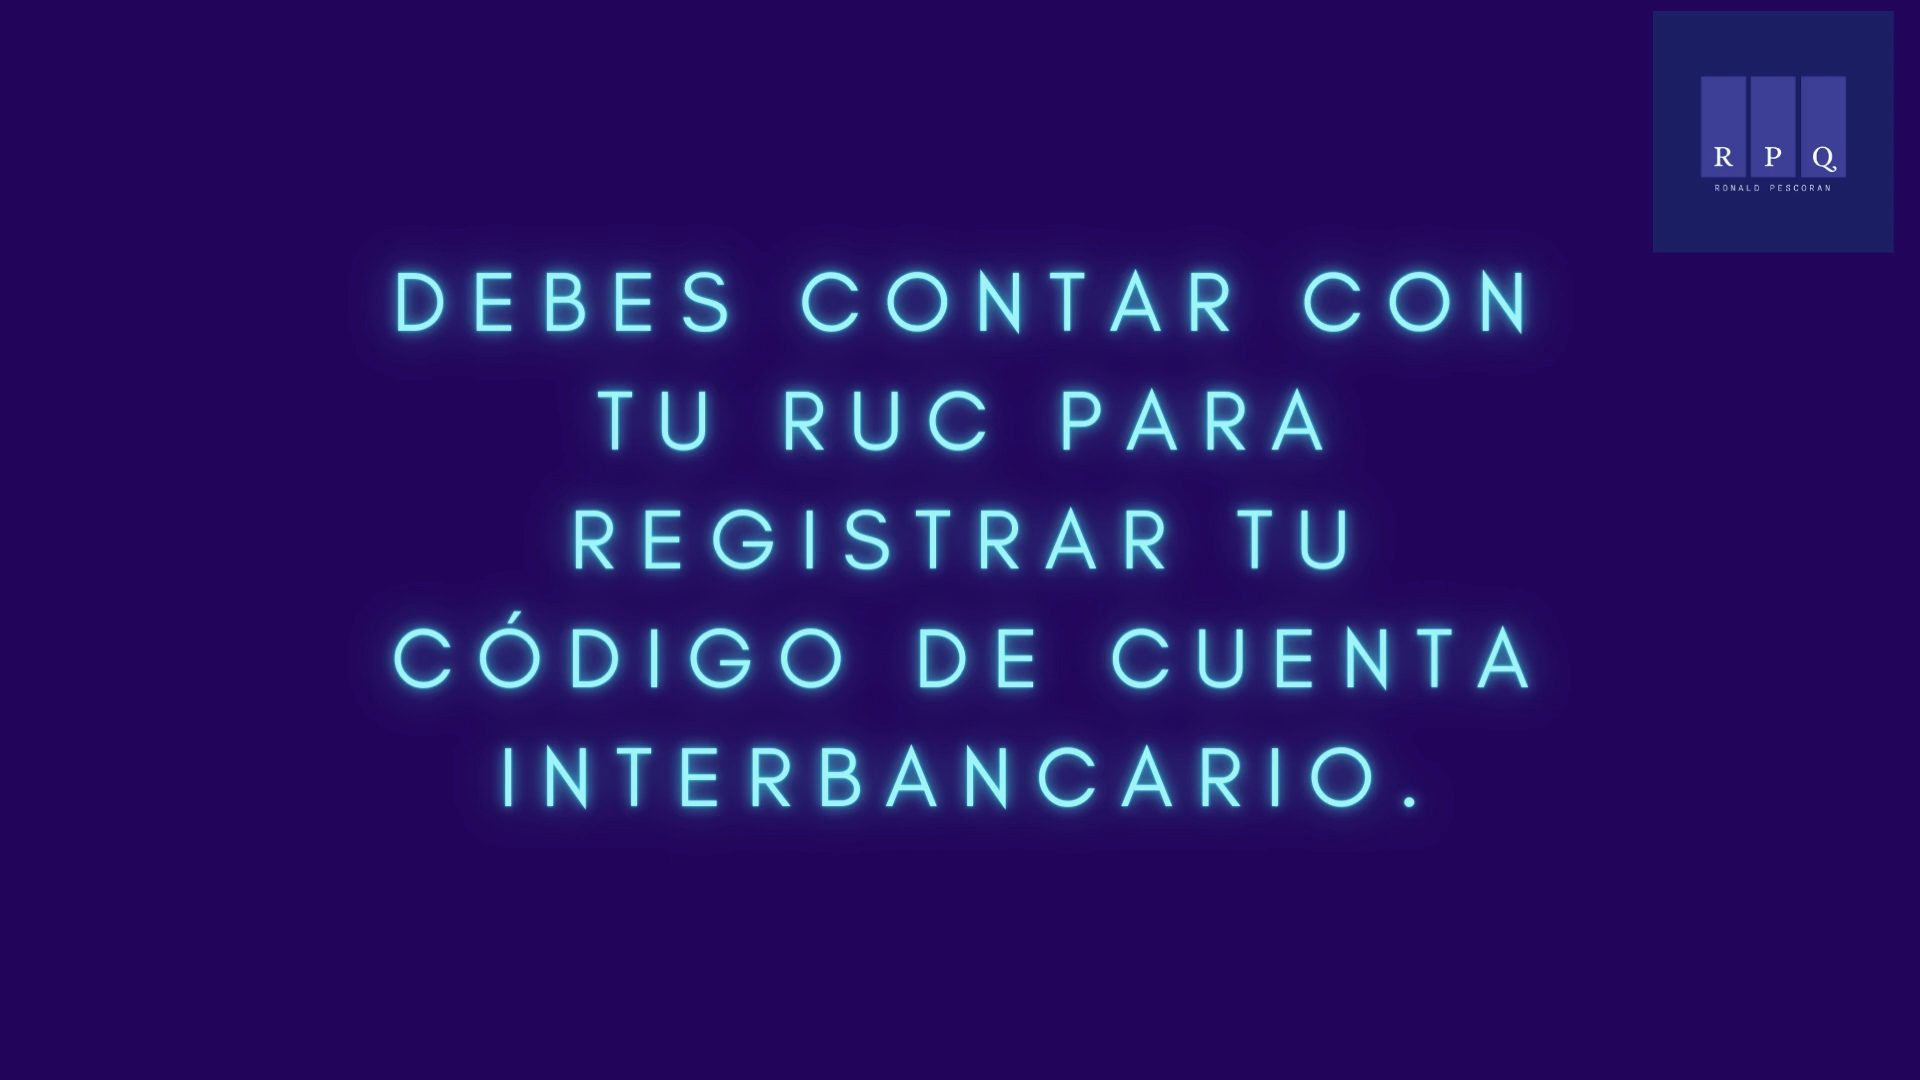 R P Q
RONALD PESCORAN
DEBES CONTAR CON
TU RUC PARA
REGISTRAR TU
CÓDIGO DE CUENTA
INTERBANCARIO.